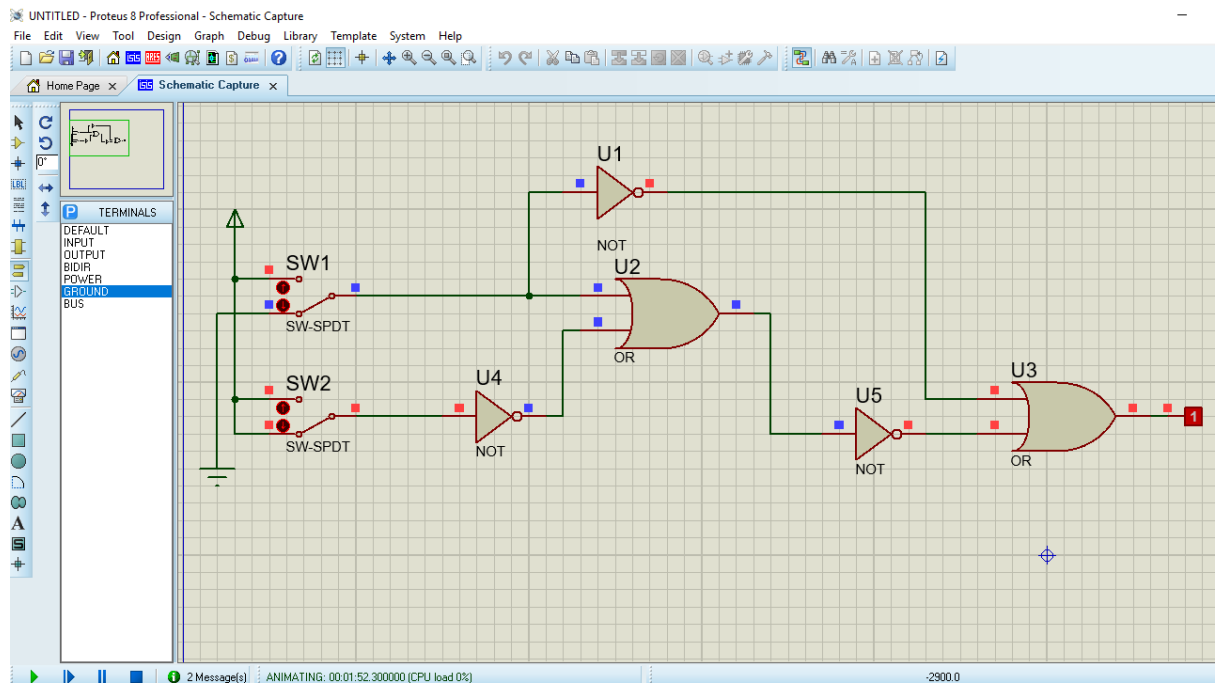 UNTITLED - Proteus 8 Professional - Schematic Capture
File Edit View Tool Design Graph Debug Library Template System Help
Home Page x
Schematic Capture x
0°
LBL
P TERMINALS
DEFAULT
INPUT
OUTPUT
BIDIR
POWER
GROUND
BUS
A
S
U1
NOT
SW1
SW-SPDT
U2
OR
SW2
SW-SPDT
U4
NOT
U5
NOT
U3
OR
1
2 Message(s)
ANIMATING: 00:01:52.300000 (CPU load 0%)
-2900.0